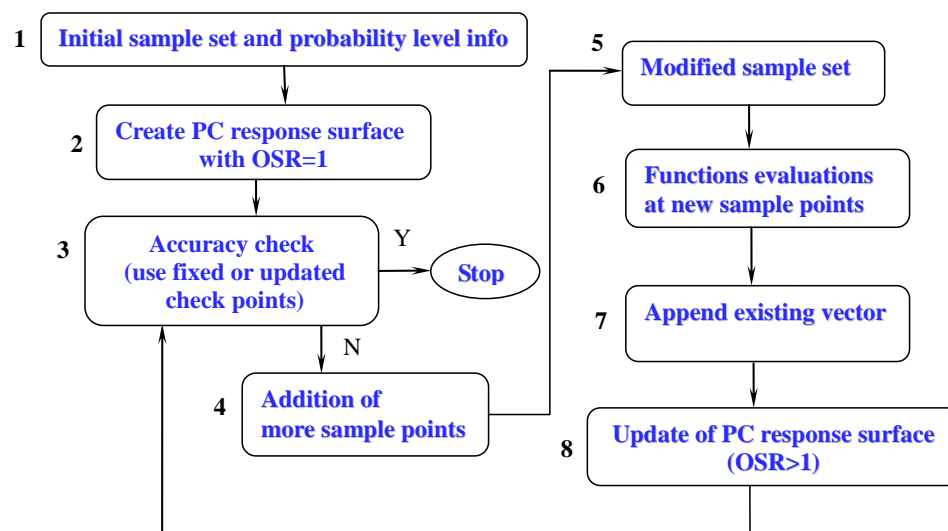 1
Initial sample set and probability level info
2
Create PC response surface
with OSR=1
3
Accuracy check
(use fixed or updated
check points)
Y
Stop
N
4
Addition of
more sample points
5
Modified sample set
6
Functions evaluations
at new sample points
7
Append existing vector
8
Update of PC response surface
(OSR>1)